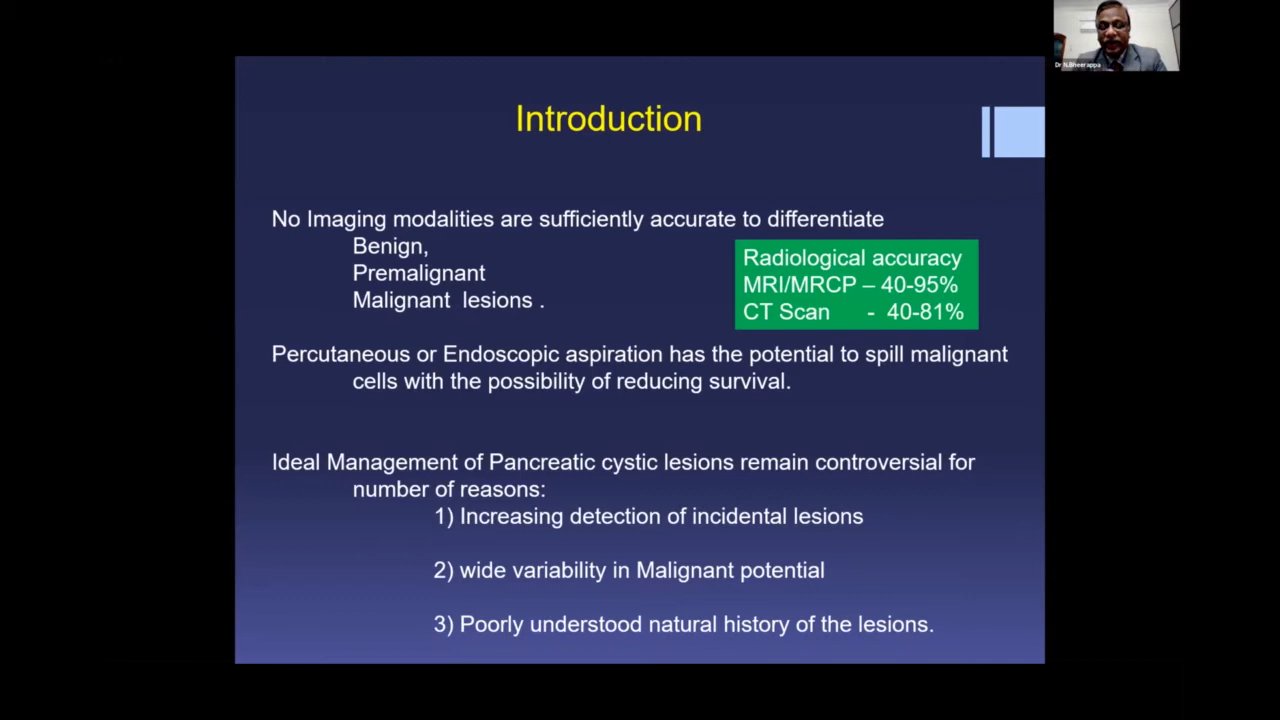 Dr N.Bheerappa
Introduction
No Imaging modalities are sufficiently accurate to differentiate
Benign,
Premalignant
Malignant lesions .
Radiological accuracy
MRI/MRCP – 40-95%
CT Scan - 40-81%
Percutaneous or Endoscopic aspiration has the potential to spill malignant
cells with the possibility of reducing survival.
Ideal Management of Pancreatic cystic lesions remain controversial for
number of reasons:
1) Increasing detection of incidental lesions
2) wide variability in Malignant potential
3) Poorly understood natural history of the lesions.